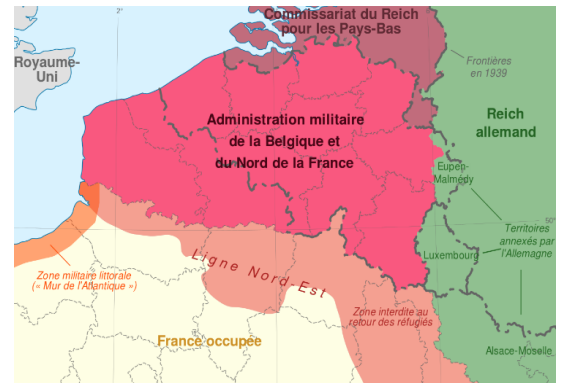 Commissariat du Reich
pour les Pays-Bas
2°
Royaume-
Uni
Frontières
en 1939
Administration militaire
de la Belgique et
du Nord de la France
Reich
allemand
Eupen-
Malmédy
50°
Territoires
annexés par
l'Allemagne
Luxembourg
Ligne Nord-Est
Zone militaire littorale
(« Mur de l'Atlantique »)
Zone interdite au
retour des réfugiés
France occupée
Alsace-Moselle